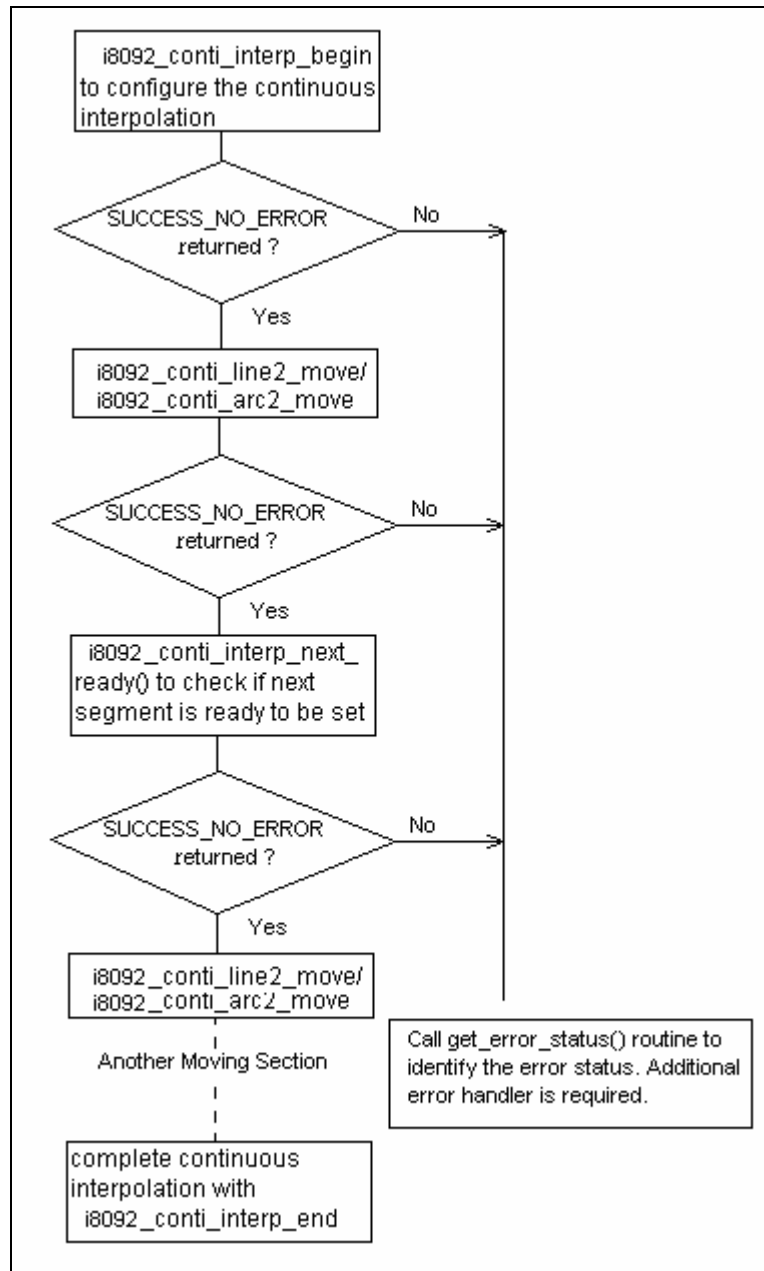 i8092_conti_interp_begin
to configure the continuous
interpolation
SUCCESS_NO_ERROR
returned ?
No
Yes
i8092_conti_line2_move/
i8092_conti_arc2_move
SUCCESS_NO_ERROR
returned ?
No
Yes
i8092_conti_interp_next_
ready() to check if next
segment is ready to be set
SUCCESS_NO_ERROR
returned ?
No
Yes
i8092_conti_line2_move/
i8092_conti_arc2_move
Another Moving Section
Call get_error_status() routine to
identify the error status. Additional
error handler is required.
complete continuous
interpolation with
i8092_conti_interp_end